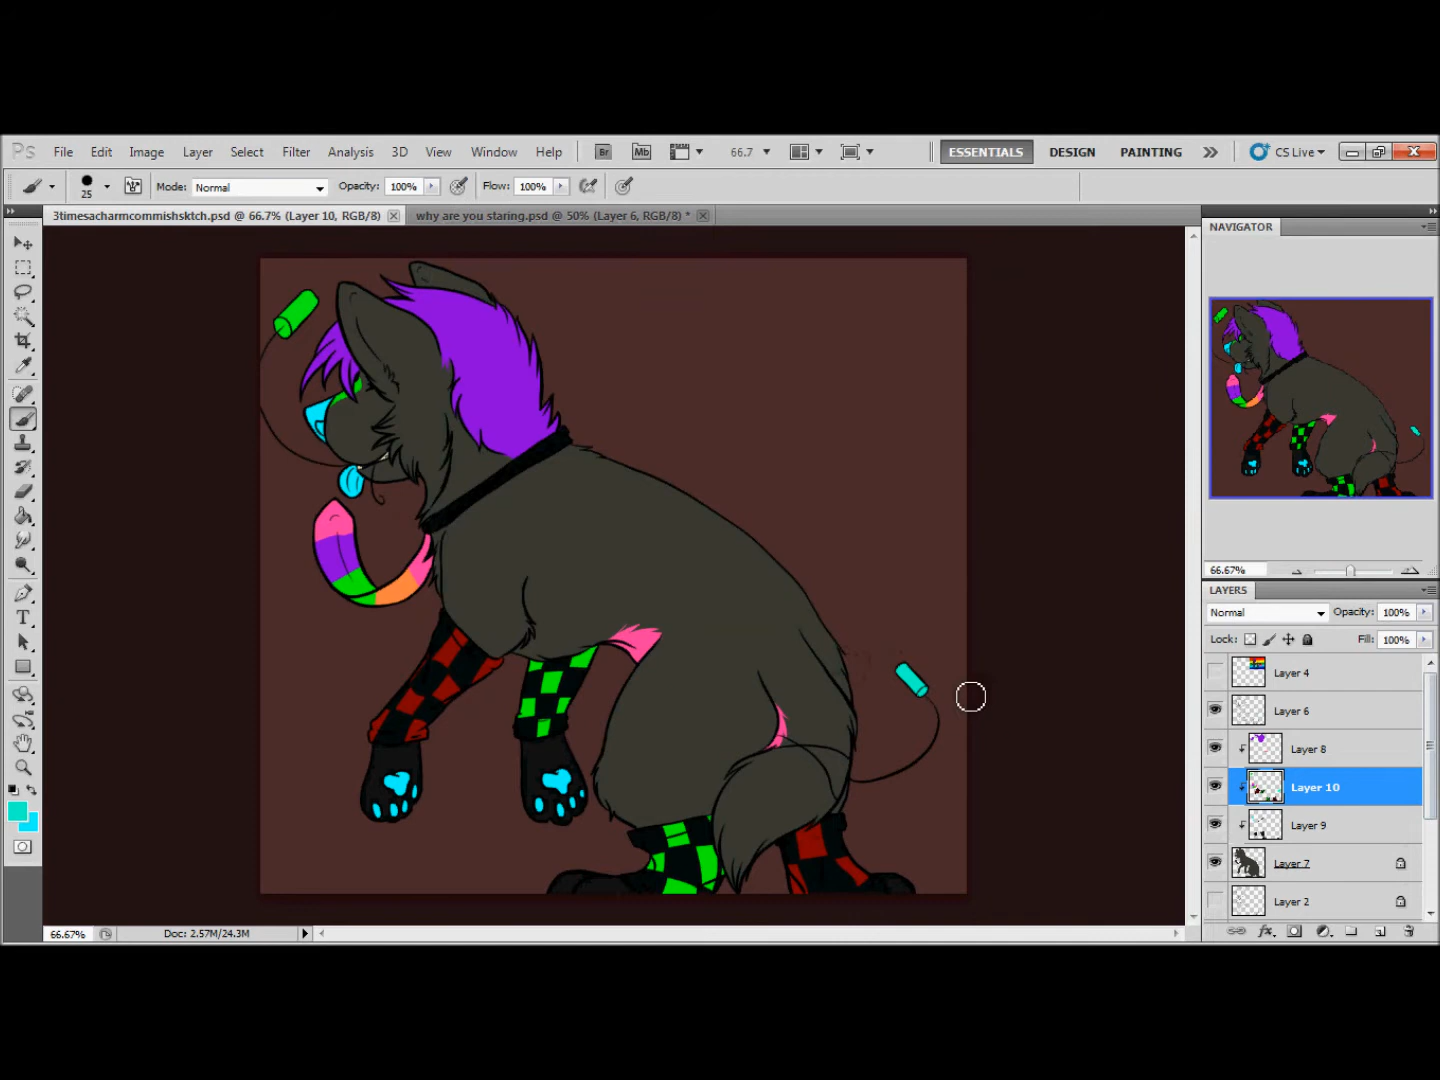 Ps File Edit Image Layer Select Filter Analysis 3D View Window Help Br Mb 66.7 ESSENTIALS DESIGN PAINTING CS Live
25 Mode: Normal Opacity: 100% Flow: 100%
3timesacharmcommishsktch.psd @ 66.7% (Layer 10, RGB/8) why are you staring.psd @ 50% (Layer 6, RGB/8) *
NAVIGATOR
66.67%
LAYERS
Normal Opacity: 100%
Lock: Fill: 100%
Layer 4
Layer 6
Layer 8
Layer 10
Layer 9
Layer 7
Layer 2
T
66.67% Doc: 2.57M/24.3M